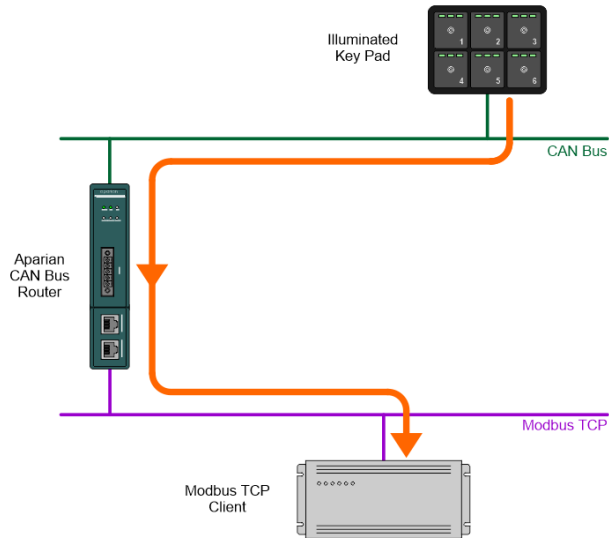 Illuminated
Key Pad
1
2
3
4
5
6
CAN Bus
Aparian
CAN Bus
Router
Modbus TCP
Modbus TCP
Client